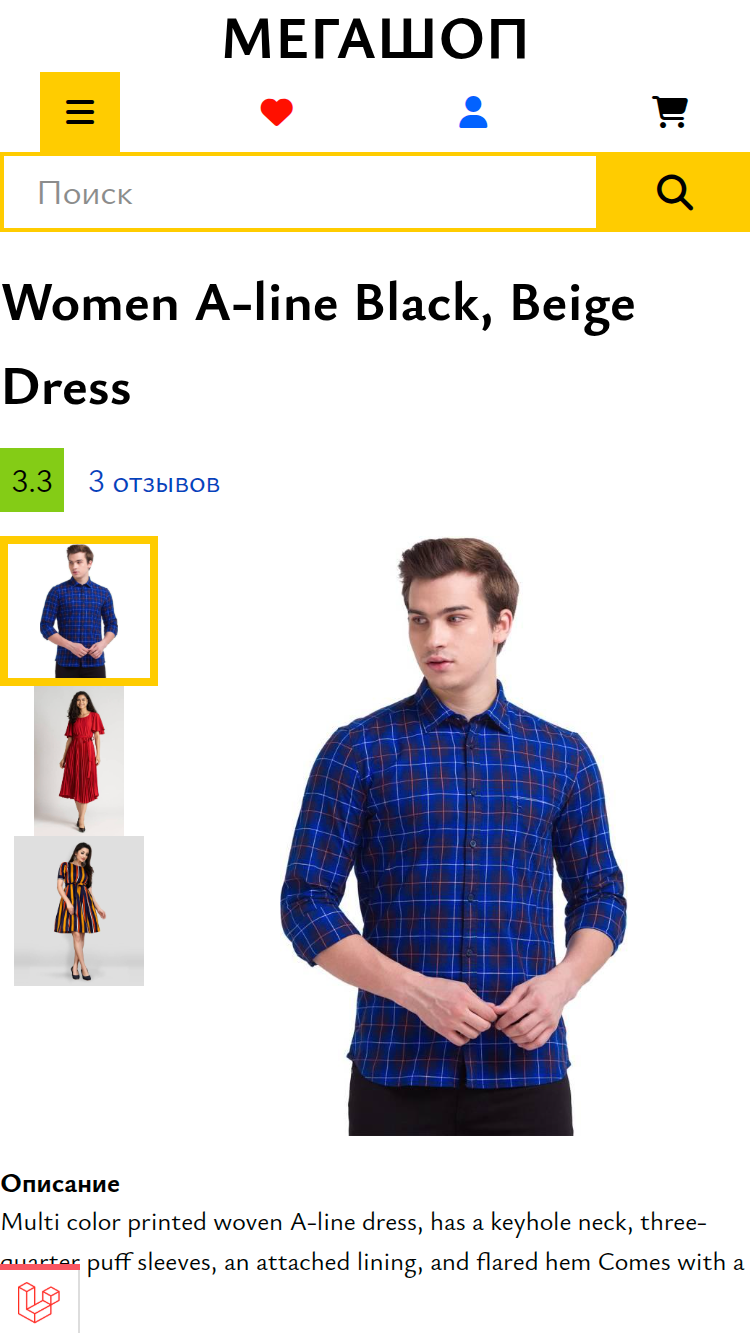 МЕГАШОП
Поиск
Women A-line Black, Beige
Dress
3.3
3 отзывов
Описание
Multi color printed woven A-line dress, has a keyhole neck, three-
quarter puff sleeves, an attached lining, and flared hem Comes with a